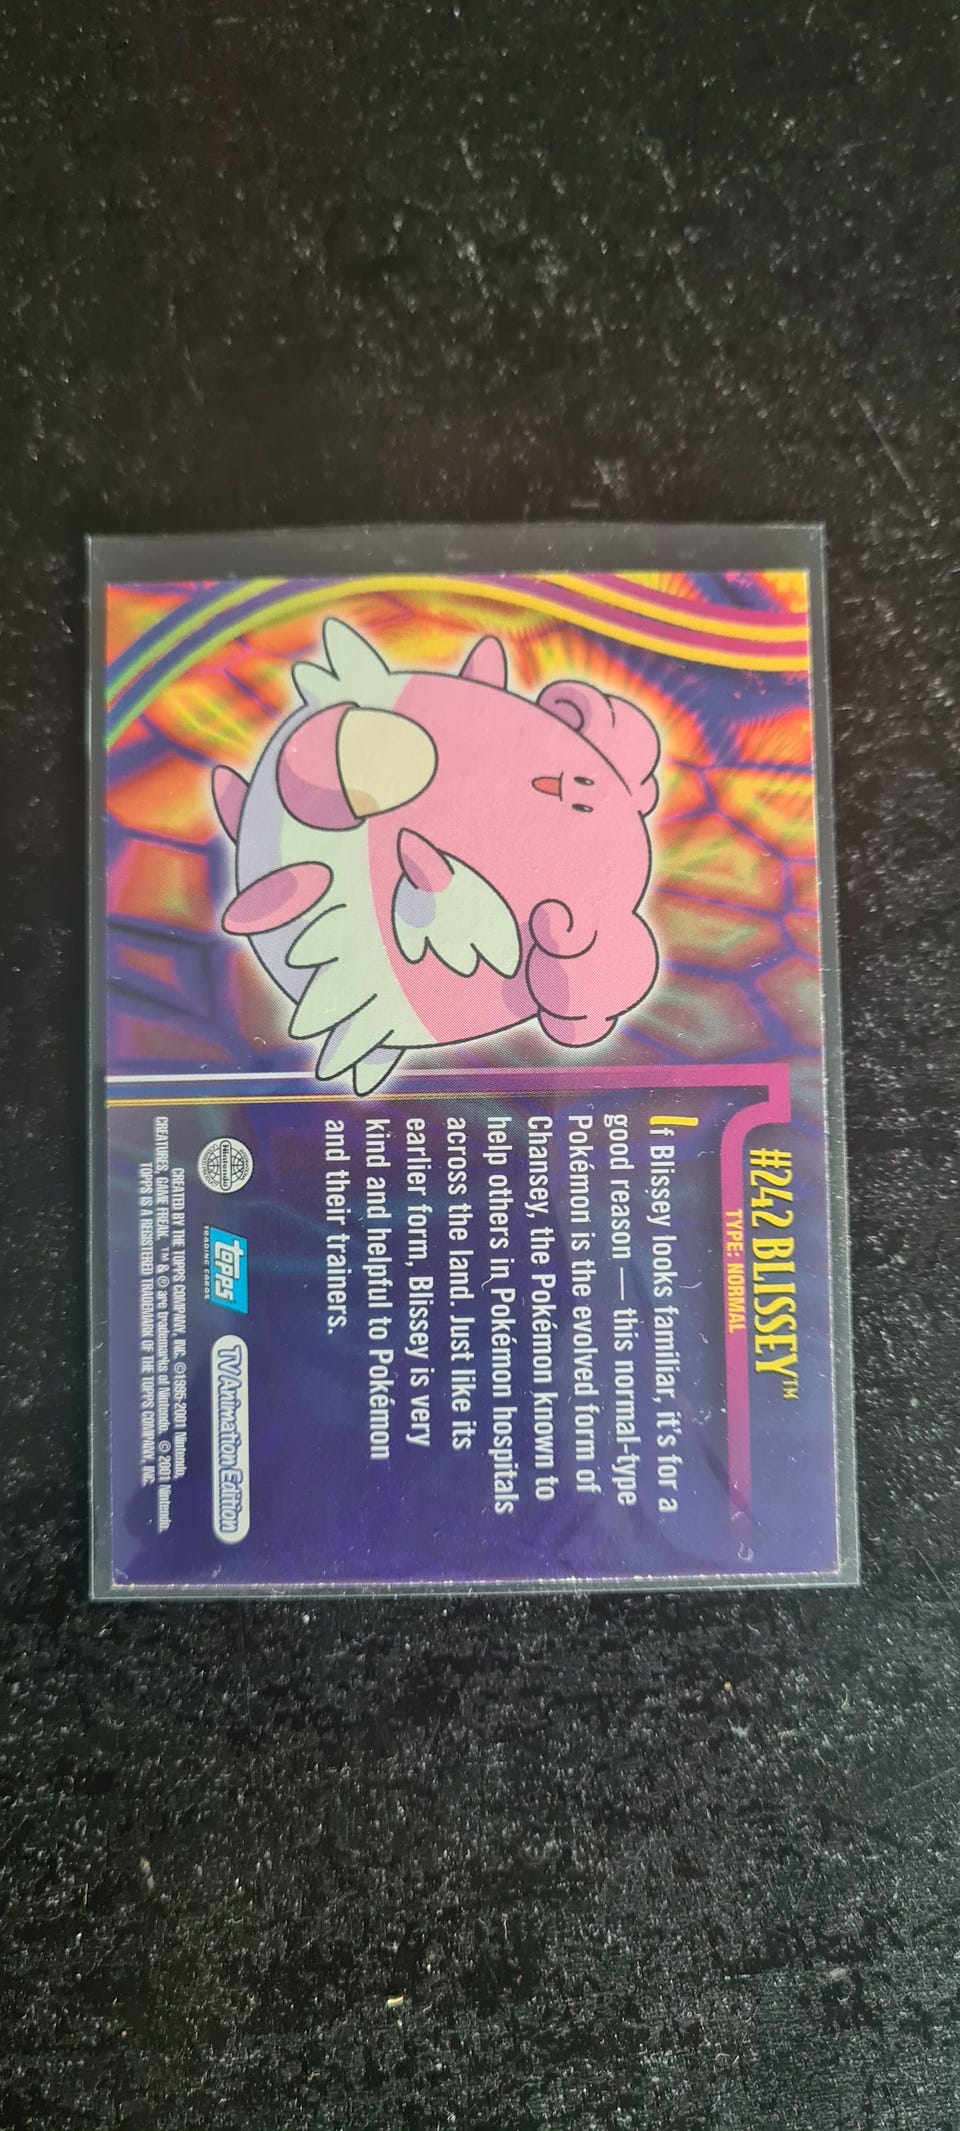 #242 BLISSEY™
TYPE: NORMAL
If Blissey looks familiar, it's for a
good reason — this normal-type
Pokémon is the evolved form of
Chansey, the Pokémon known to
help others in Pokémon hospitals
across the land. Just like its
earlier form, Blissey is very
kind and helpful to Pokémon
and their trainers.
Nintendo
topps
TRADING CARDS
TV Animation Edition
CREATED BY THE TOPPS COMPANY, INC. ©1995-2001 Nintendo,
CREATURES, GAME FREAK. ™ & ® are trademarks of Nintendo. © 2001 Nintendo.
TOPPS IS A REGISTERED TRADEMARK OF THE TOPPS COMPANY, INC.